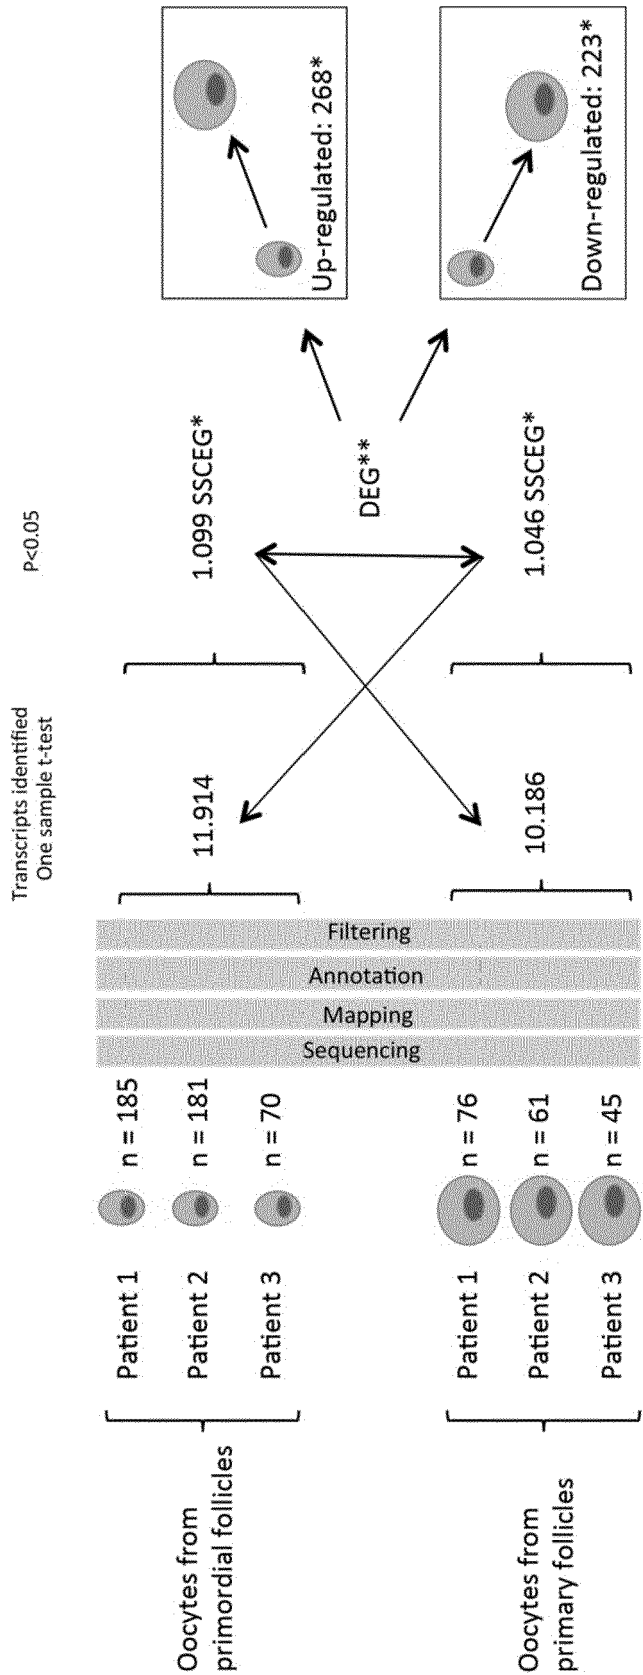 Transcripts identified
One sample t-test
P<0.05
Oocytes from
primordial follicles
Patient 1
n = 185
Patient 2
n = 181
Patient 3
n = 70
Oocytes from
primary follicles
Patient 1
n = 76
Patient 2
n = 61
Patient 3
n = 45
Sequencing
Mapping
Annotation
Filtering
11.914
10.186
1.099 SSCEG*
1.046 SSCEG*
DEG**
Up-regulated: 268*
Down-regulated: 223*